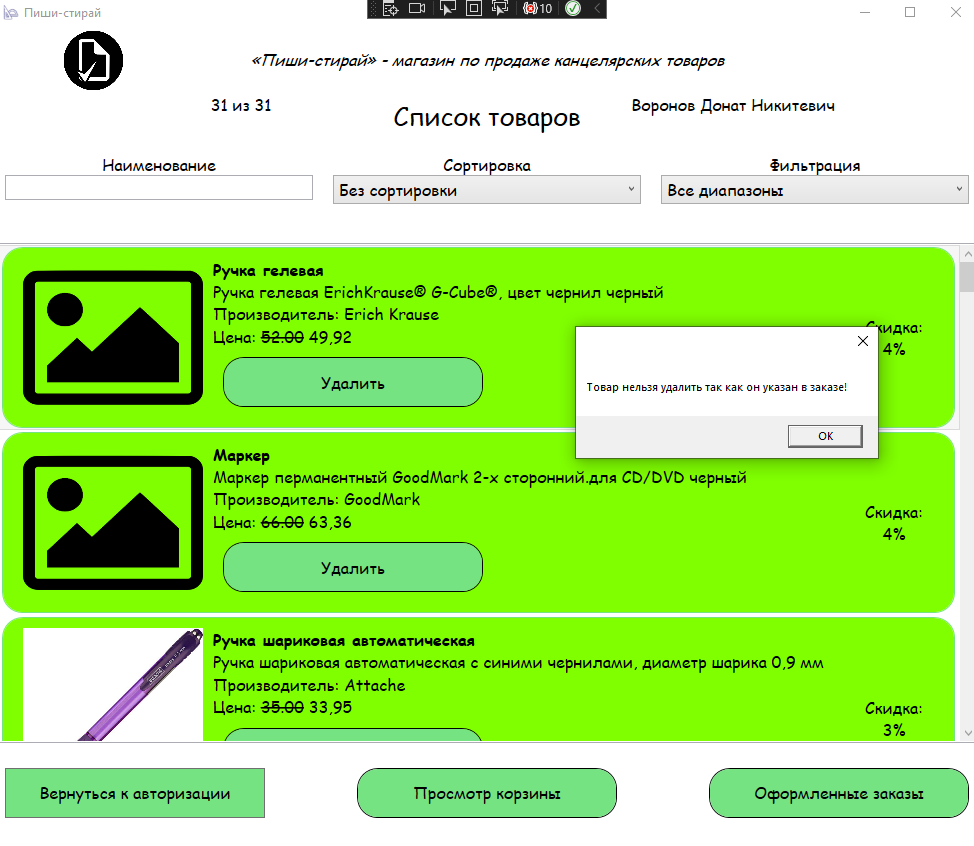 Пиши-стирай
10
«Пиши-стирай» - магазин по продаже канцелярских товаров
31 из 31
Список товаров
Воронов Донат Никитевич
Наименование
Сортировка
Фильтрация
Без сортировки
Все диапазоны
Ручка гелевая
Ручка гелевая ErichKrause® G-Cube®, цвет чернил черный
Производитель: Erich Krause
Цена: 52.00 49,92
Удалить
Скидка:
4%
Товар нельзя удалить так как он указан в заказе!
OK
Маркер
Маркер перманентный GoodMark 2-х сторонний.для CD/DVD черный
Производитель: GoodMark
Цена: 66.00 63,36
Удалить
Скидка:
4%
Ручка шариковая автоматическая
Ручка шариковая автоматическая с синими чернилами, диаметр шарика 0,9 мм
Производитель: Attache
Цена: 35.00 33,95
Скидка:
3%
Вернуться к авторизации
Просмотр корзины
Оформленные заказы